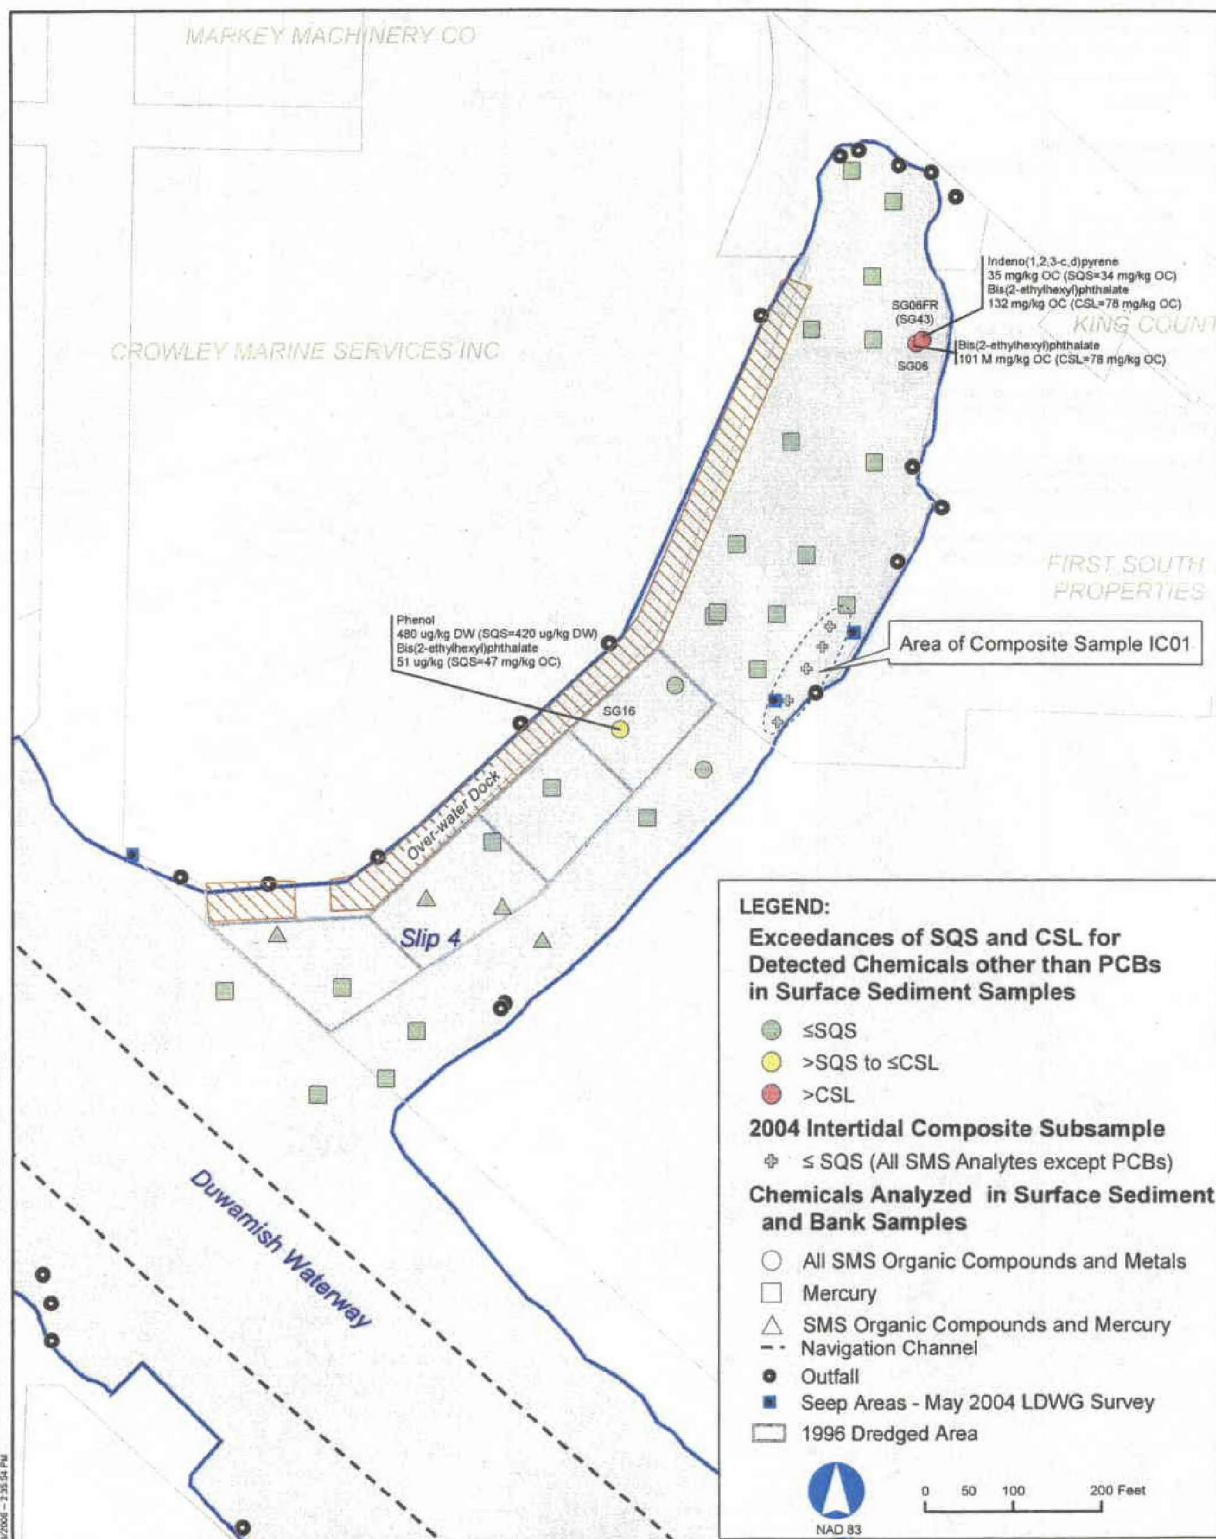 MARKEY MACHINERY CO
Indeno(1,2,3-c,d)pyrene
35 mg/kg OC (SQS=34 mg/kg OC)
Bis(2-ethylhexyl)phthalate
132 mg/kg OC (CSL=78 mg/kg OC)
SG06FR
(SG43)
KING COUNT
CROWLEY MARINE SERVICES INC
Bis(2-ethylhexyl)phthalate
101 M mg/kg OC (CSL=78 mg/kg OC)
SG06
FIRST SOUTH
PROPERTIES
Phenol
480 ug/kg DW (SQS=420 ug/kg DW)
Bis(2-ethylhexyl)phthalate
51 ug/kg (SQS=47 mg/kg OC)
Area of Composite Sample IC01
SG16
Over-water Dock
Slip 4
Duwamish Waterway
LEGEND:
Exceedances of SQS and CSL for
Detected Chemicals other than PCBs
in Surface Sediment Samples
≤SQS
>SQS to ≤CSL
>CSL
2004 Intertidal Composite Subsample
≤ SQS (All SMS Analytes except PCBs)
Chemicals Analyzed in Surface Sediment
and Bank Samples
All SMS Organic Compounds and Metals
Mercury
SMS Organic Compounds and Mercury
Navigation Channel
Outfall
Seep Areas - May 2004 LDWG Survey
1996 Dredged Area
NAD 83
0 50 100 200 Feet